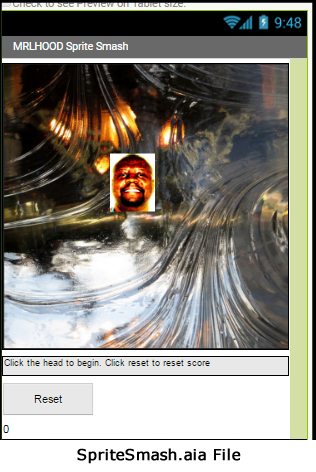 Check to see Preview on Tablet size.
9:48
MRLHOOD Sprite Smash
Click the head to begin. Click reset to reset score
Reset
0
SpriteSmash.aia File